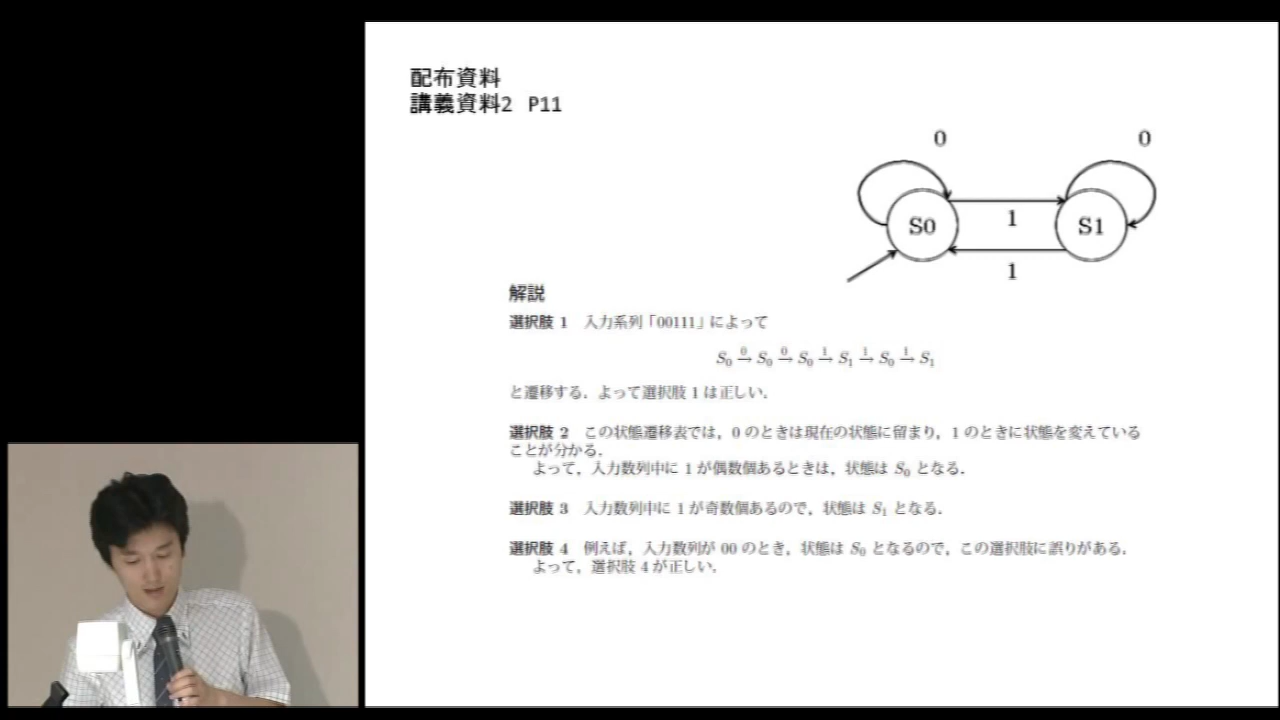 配布資料
講義資料2 P11
0
0
S0
1
S1
1
解説
選択肢 1 入力系列「00111」によって
S₀ 0→ S₀ 0→ S₀ 1→ S₁ 1→ S₀ 1→ S₁
と遷移する．よって選択肢 1 は正しい．
選択肢 2 この状態遷移表では，0 のときは現在の状態に留まり，1 のときに状態を変えている
ことが分かる．
よって，入力数列中に 1 が偶数個あるときは，状態は S₀ となる．
選択肢 3 入力数列中に 1 が奇数個あるので，状態は S₁ となる．
選択肢 4 例えば，入力数列が 00 のとき，状態は S₀ となるので，この選択肢に誤りがある．
よって，選択肢 4 が正しい．